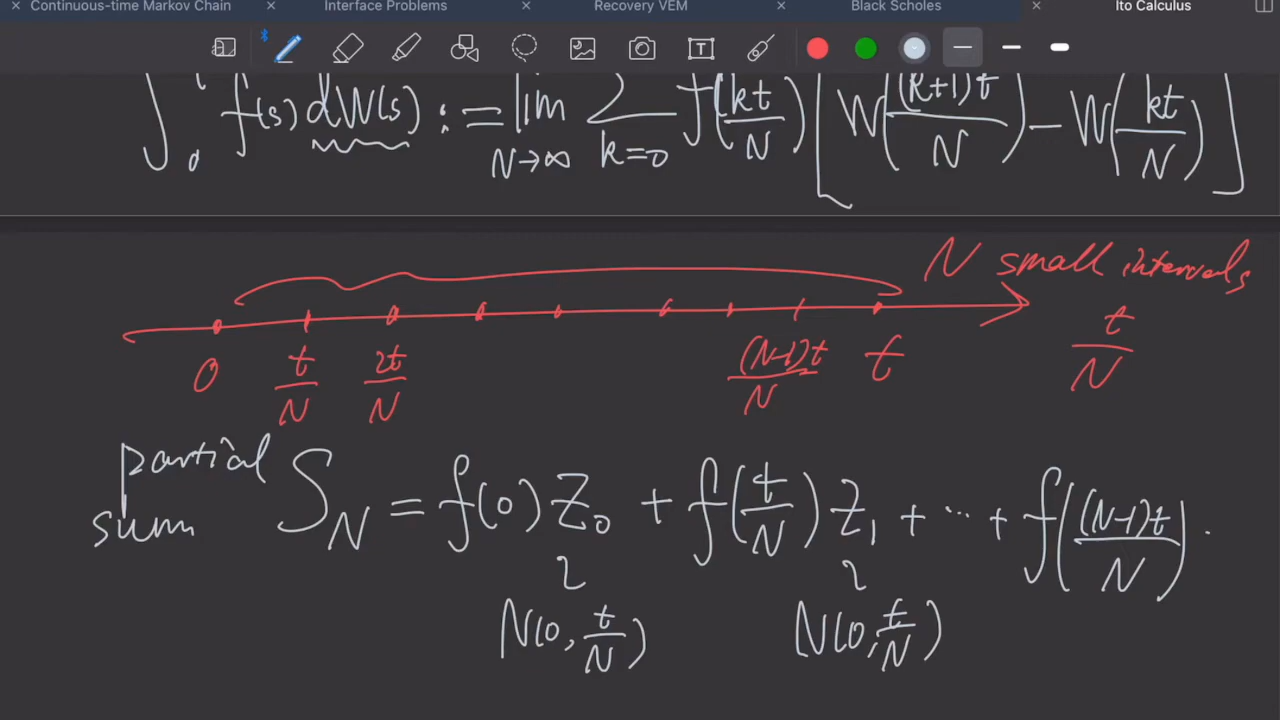 Continuous-time Markov Chain Interface Problems Recovery VEM Black Scholes Ito Calculus
∫₀ᵗ f(s) dW(s) := lim_{N→∞} ∑_{k=0} f(kt/N) [W((k+1)t/N) − W(kt/N)]
N small intervals
0 t/N 2t/N (N-1)t/N t t/N
partial sum S_N = f(0) Z₀ + f(t/N) Z₁ + ... + f((N-1)t/N) ·
N(0, t/N) N(0, t/N)